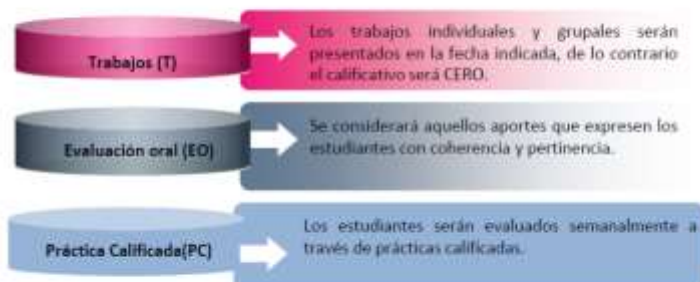 Trabajos (T)
Los trabajos individuales y grupales serán
presentados en la fecha indicada, de lo contrario
el calificativo será CERO.
Evaluación oral (EO)
Se considerará aquellos aportes que expresen los
estudiantes con coherencia y pertinencia.
Práctica Calificada(PC)
Los estudiantes serán evaluados semanalmente a
través de prácticas calificadas.